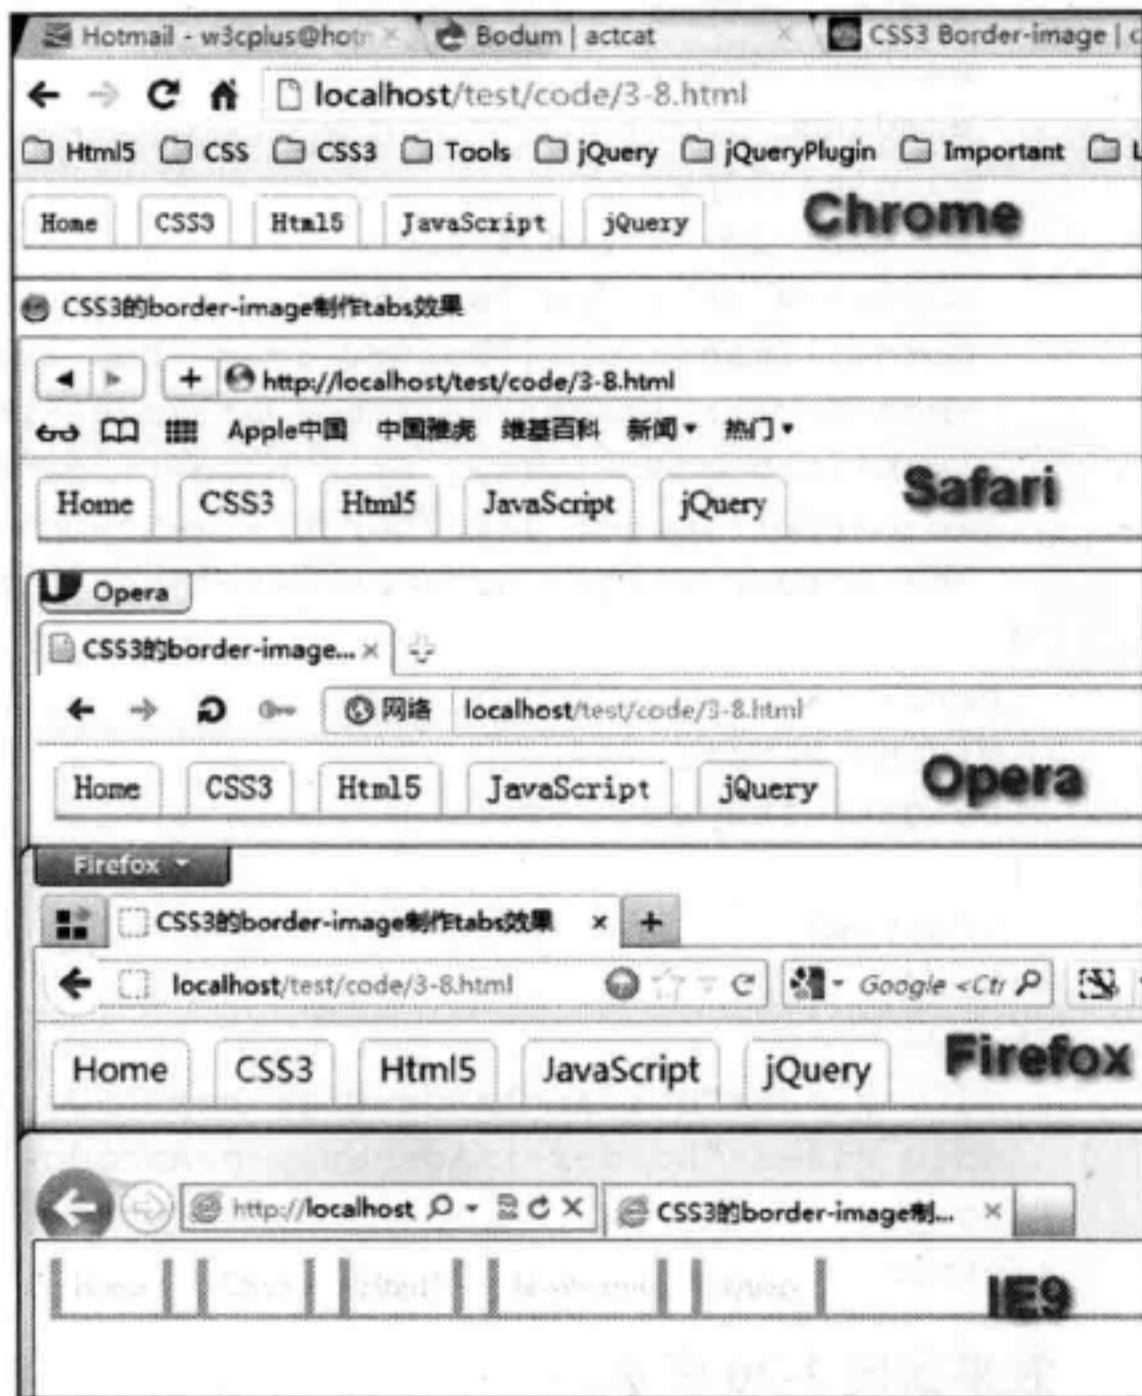 Hotmail - w3cplus@hotm Bodum | actcat CSS3 Border-image | c
localhost/test/code/3-8.html
Html5 CSS CSS3 Tools jQuery jQueryPlugin Important L
Home CSS3 Html5 JavaScript jQuery Chrome
CSS3的border-image制作tabs效果
+ http://localhost/test/code/3-8.html
Apple中国 中国雅虎 维基百科 新闻 热门
Home CSS3 Html5 JavaScript jQuery Safari
Opera
CSS3的border-image... ×
网络 localhost/test/code/3-8.html
Home CSS3 Html5 JavaScript jQuery Opera
Firefox
CSS3的border-image制作tabs效果 × +
localhost/test/code/3-8.html Google <Ctr
Home CSS3 Html5 JavaScript jQuery Firefox
http://localhost CSS3的border-image制... ×
IE9